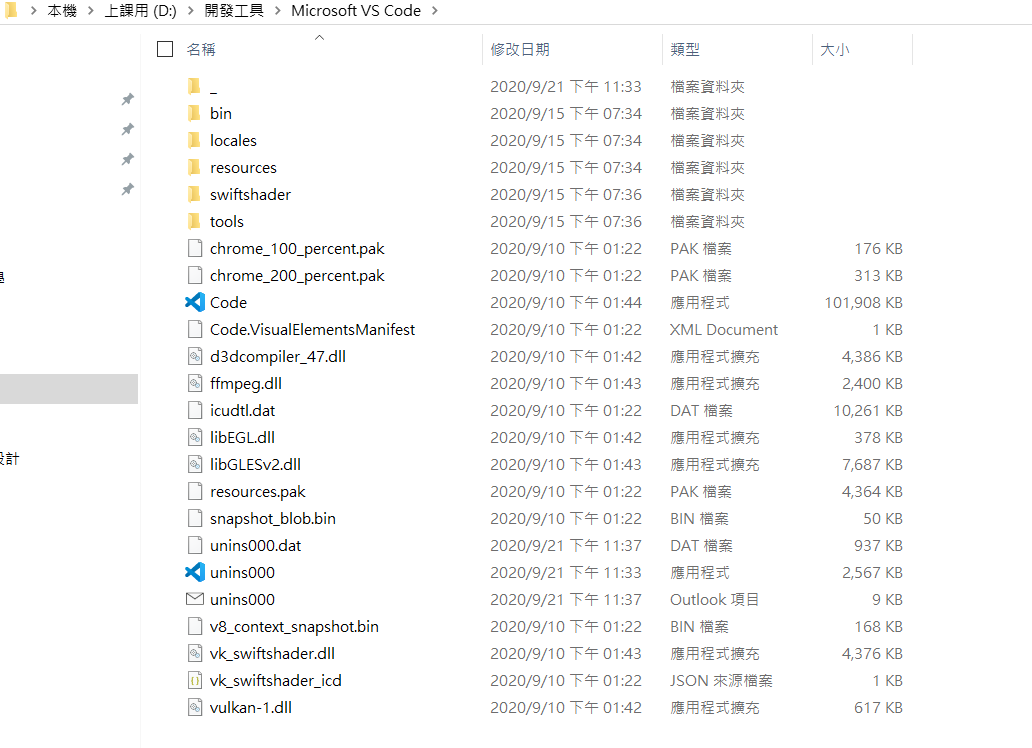 本機 > 上課用 (D:) > 開發工具 > Microsoft VS Code >
名稱 修改日期 類型 大小
_ 2020/9/21 下午 11:33 檔案資料夾
bin 2020/9/15 下午 07:34 檔案資料夾
locales 2020/9/15 下午 07:34 檔案資料夾
resources 2020/9/15 下午 07:34 檔案資料夾
swiftshader 2020/9/15 下午 07:36 檔案資料夾
tools 2020/9/15 下午 07:36 檔案資料夾
chrome_100_percent.pak 2020/9/10 下午 01:22 PAK 檔案 176 KB
chrome_200_percent.pak 2020/9/10 下午 01:22 PAK 檔案 313 KB
Code 2020/9/10 下午 01:44 應用程式 101,908 KB
Code.VisualElementsManifest 2020/9/10 下午 01:22 XML Document 1 KB
d3dcompiler_47.dll 2020/9/10 下午 01:42 應用程式擴充 4,386 KB
ffmpeg.dll 2020/9/10 下午 01:43 應用程式擴充 2,400 KB
icudtl.dat 2020/9/10 下午 01:22 DAT 檔案 10,261 KB
libEGL.dll 2020/9/10 下午 01:42 應用程式擴充 378 KB
設計
libGLESv2.dll 2020/9/10 下午 01:43 應用程式擴充 7,687 KB
resources.pak 2020/9/10 下午 01:22 PAK 檔案 4,364 KB
snapshot_blob.bin 2020/9/10 下午 01:22 BIN 檔案 50 KB
unins000.dat 2020/9/21 下午 11:37 DAT 檔案 937 KB
unins000 2020/9/21 下午 11:33 應用程式 2,567 KB
unins000 2020/9/21 下午 11:37 Outlook 項目 9 KB
v8_context_snapshot.bin 2020/9/10 下午 01:22 BIN 檔案 168 KB
vk_swiftshader.dll 2020/9/10 下午 01:43 應用程式擴充 4,376 KB
vk_swiftshader_icd 2020/9/10 下午 01:22 JSON 來源檔案 1 KB
vulkan-1.dll 2020/9/10 下午 01:42 應用程式擴充 617 KB